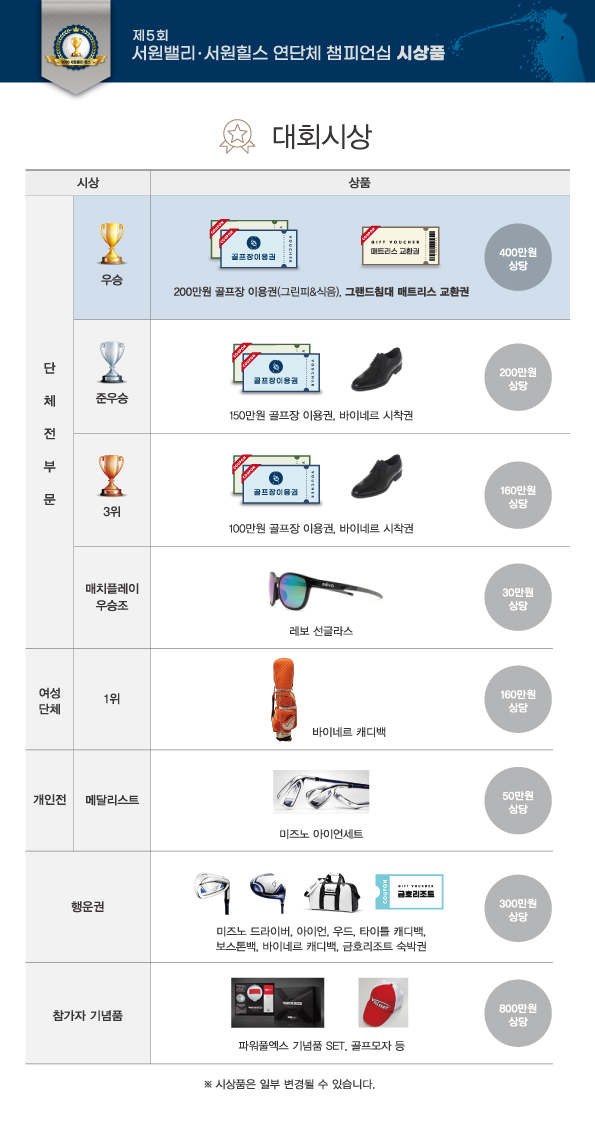 제5회
서원밸리·서원힐스 연단체 챔피언십 시상품
대회시상
시상
상품
단
체
전
부
문
우승
COUPON
골프장이용권
VOUCHER
GIFT VOUCHER
매트리스 교환권
200만원 골프장 이용권(그린피&식음), 그랜드침대 매트리스 교환권
400만원
상당
준우승
COUPON
골프장이용권
VOUCHER
150만원 골프장 이용권, 바이네르 시착권
200만원
상당
3위
COUPON
골프장이용권
VOUCHER
100만원 골프장 이용권, 바이네르 시착권
160만원
상당
매치플레이
우승조
레보 선글라스
30만원
상당
여성
단체
1위
바이네르 캐디백
160만원
상당
개인전
메달리스트
미즈노 아이언세트
50만원
상당
행운권
COUPON
GIFT VOUCHER
금호리조트
미즈노 드라이버, 아이언, 우드, 타이틀 캐디백,
보스톤백, 바이네르 캐디백, 금호리조트 숙박권
300만원
상당
참가자 기념품
파워풀엑스 기념품 SET, 골프모자 등
800만원
상당
※ 시상품은 일부 변경될 수 있습니다.